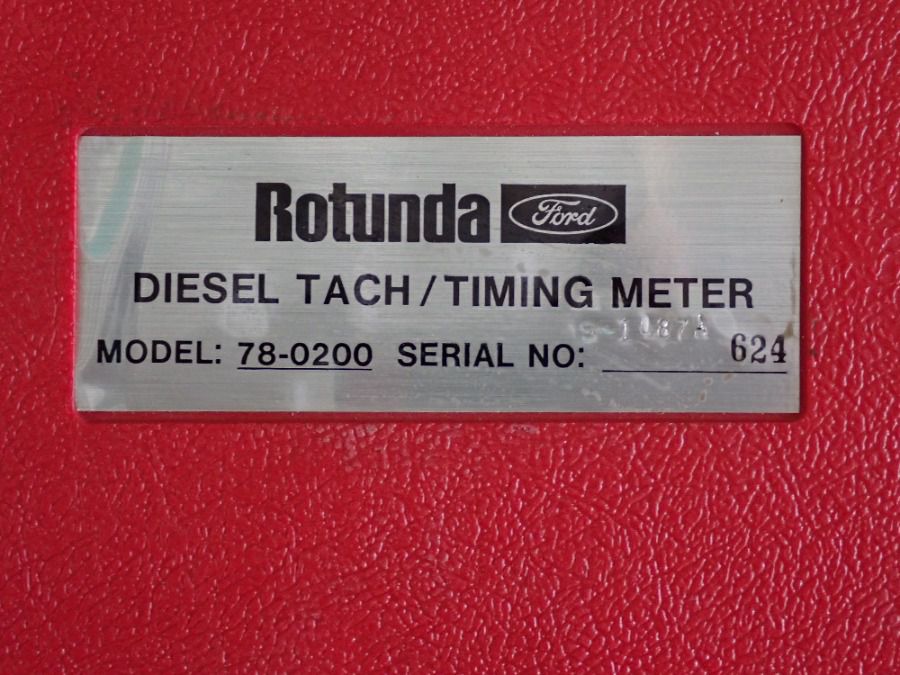 Rotunda Ford
DIESEL TACH / TIMING METER
MODEL: 78-0200 SERIAL NO: 624